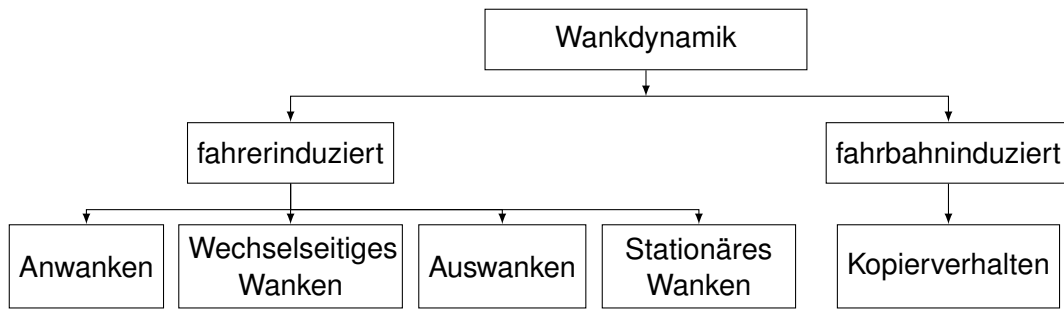 Wankdynamik
fahrerinduziert
fahrbahninduziert
Anwanken
Wechselseitiges
Wanken
Auswanken
Stationäres
Wanken
Kopierverhalten